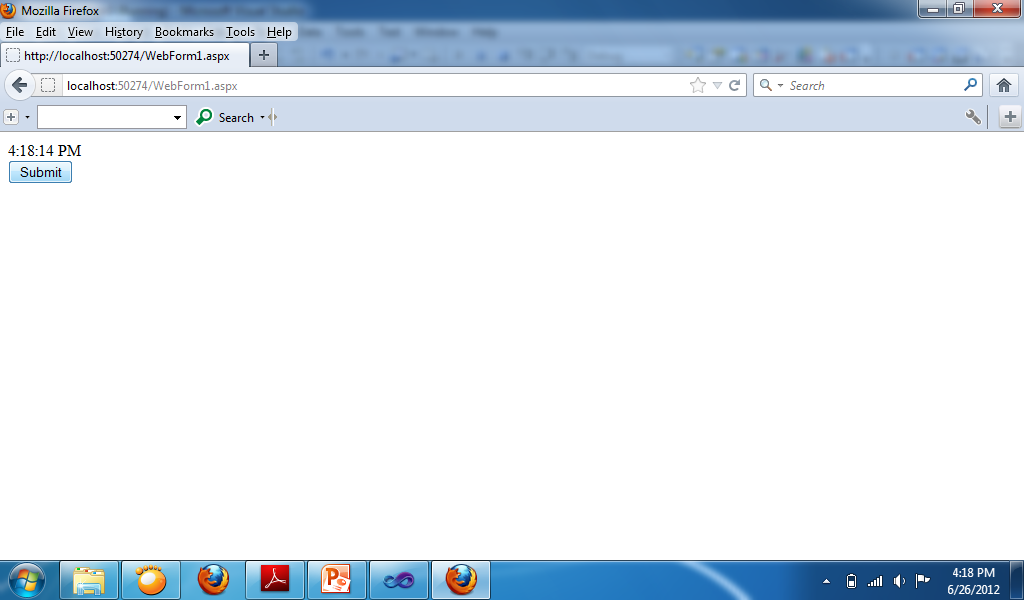 Mozilla Firefox
File Edit View History Bookmarks Tools Help
http://localhost:50274/WebForm1.aspx
localhost:50274/WebForm1.aspx Search
Search
4:18:14 PM
Submit
4:18 PM
6/26/2012